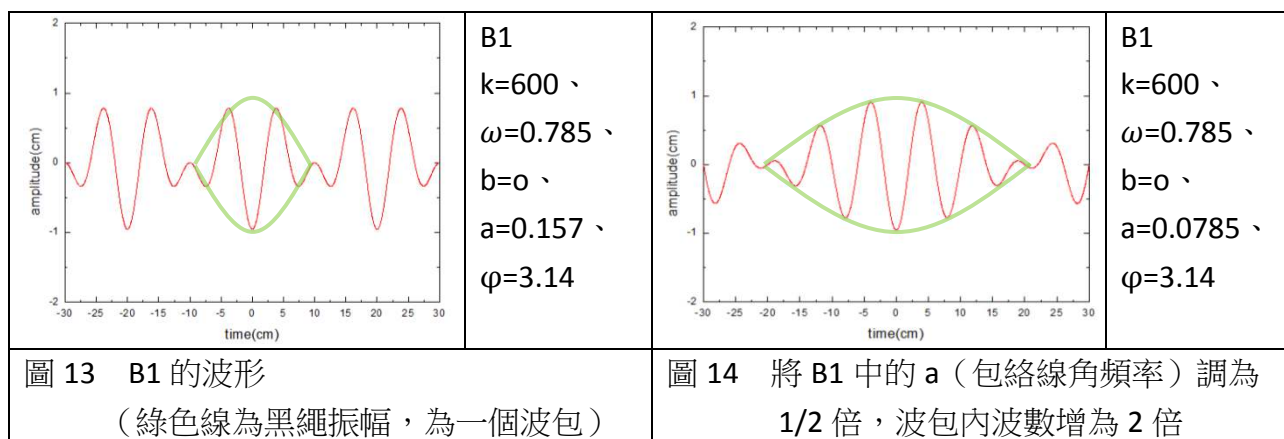 2
1
0
-1
-2
amplitude(cm)
-30 -25 -20 -15 -10 -5 0 5 10 15 20 25 30
time(cm)
B1
k=600、
ω=0.785、
b=o、
a=0.157、
φ=3.14
2
1
0
-1
-2
amplitude(cm)
-30 -25 -20 -15 -10 -5 0 5 10 15 20 25 30
time(cm)
B1
k=600、
ω=0.785、
b=o、
a=0.0785、
φ=3.14
圖 13 B1 的波形
（綠色線為黑繩振幅，為一個波包）
圖 14 將 B1 中的 a（包絡線角頻率）調為
1/2 倍，波包內波數增為 2 倍